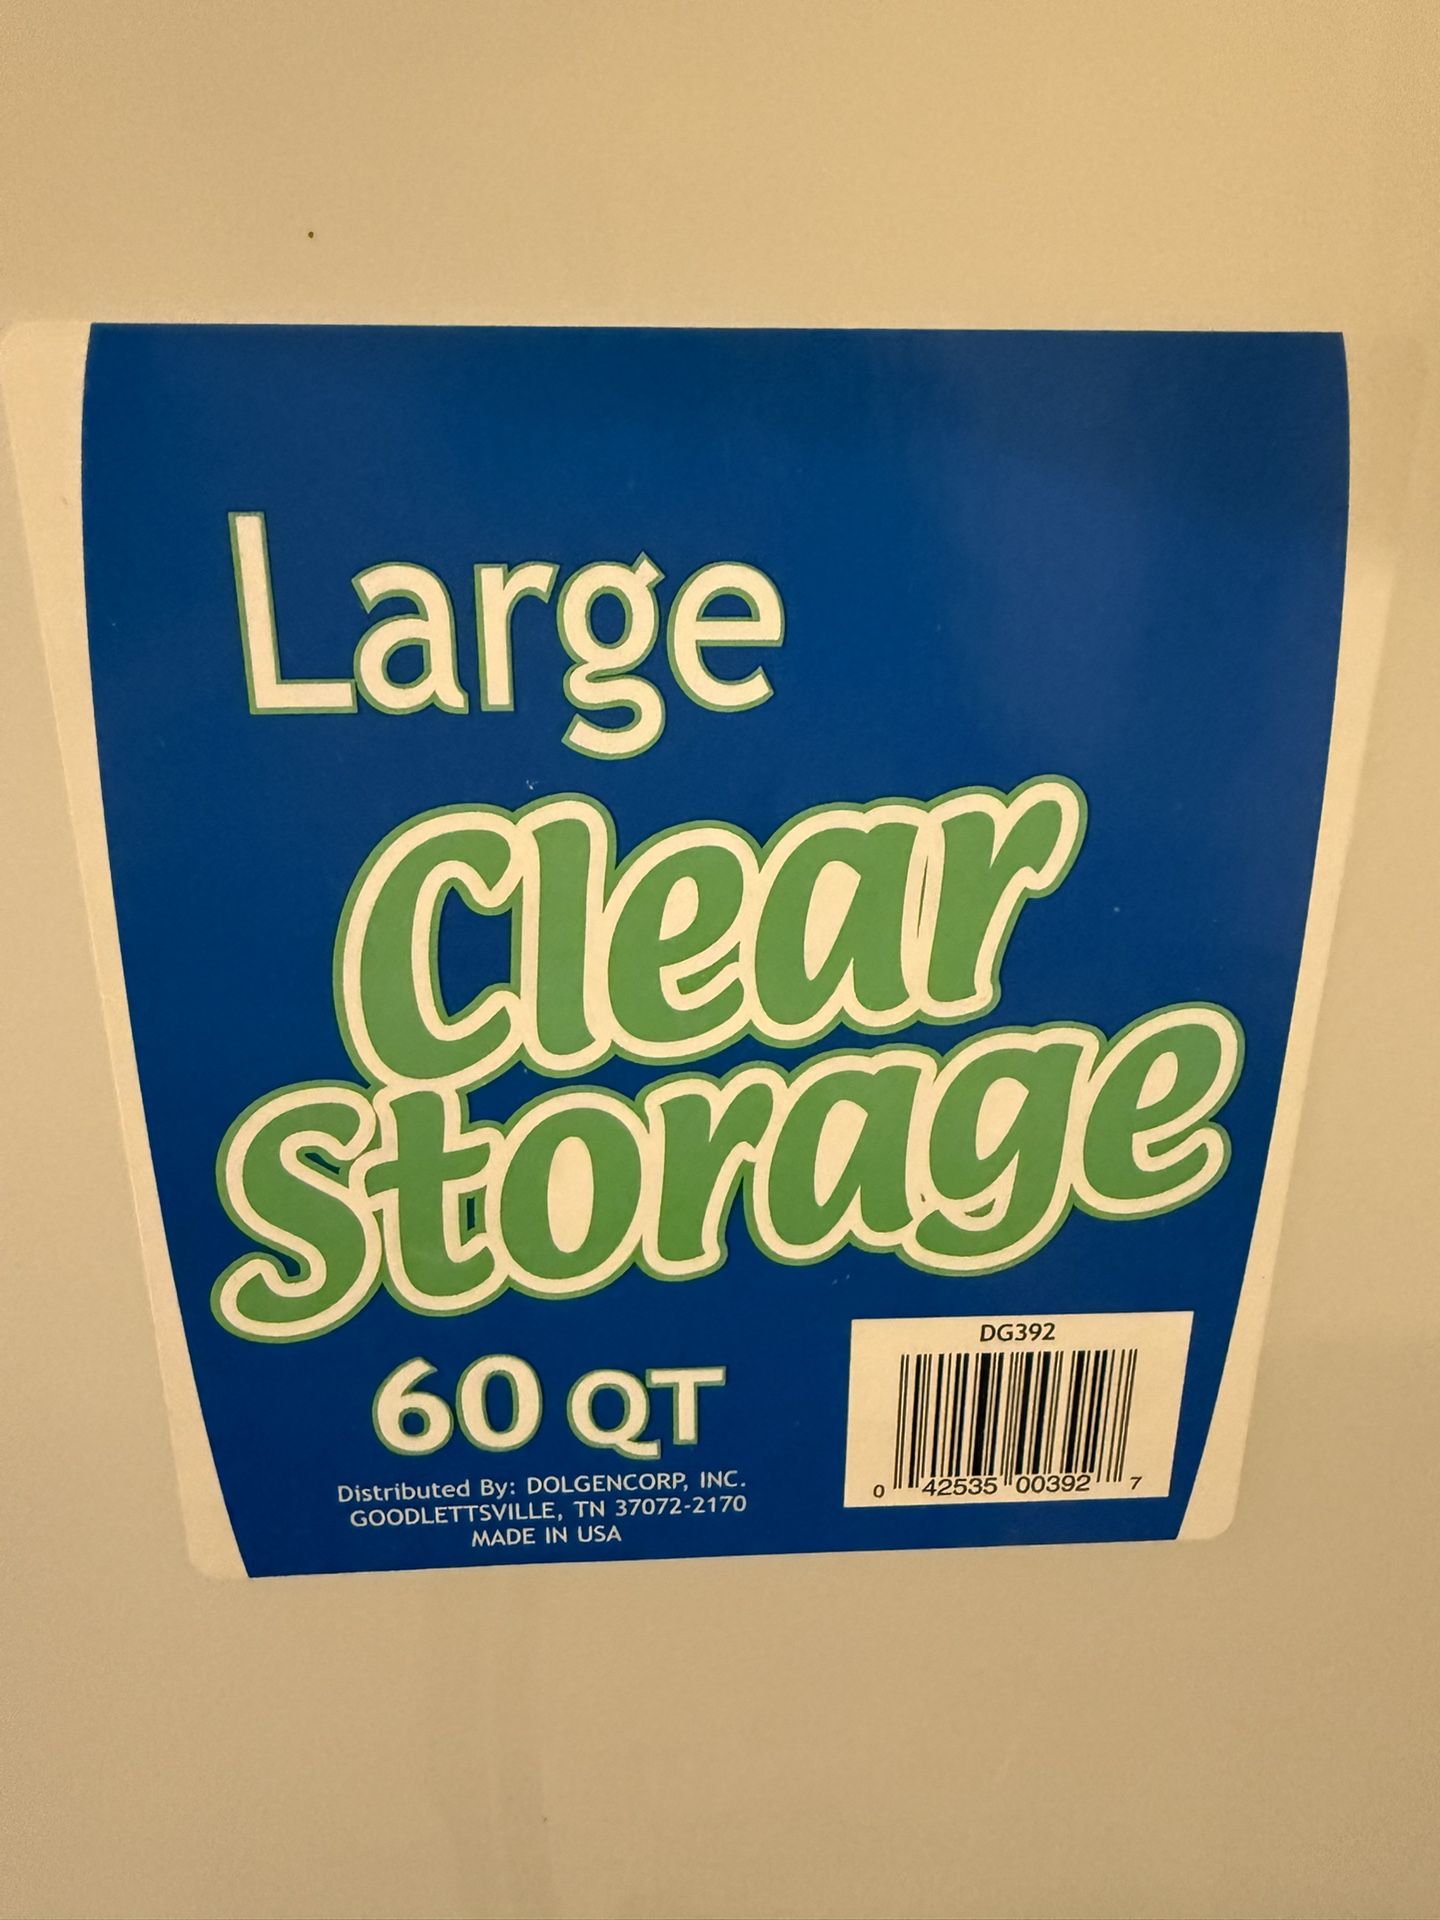 Large
Clear
Storage
60 QT
Distributed By: DOLGENCORP, INC.
GOODLETTSVILLE, TN 37072-2170
MADE IN USA
DG392
0 42535 00392 7